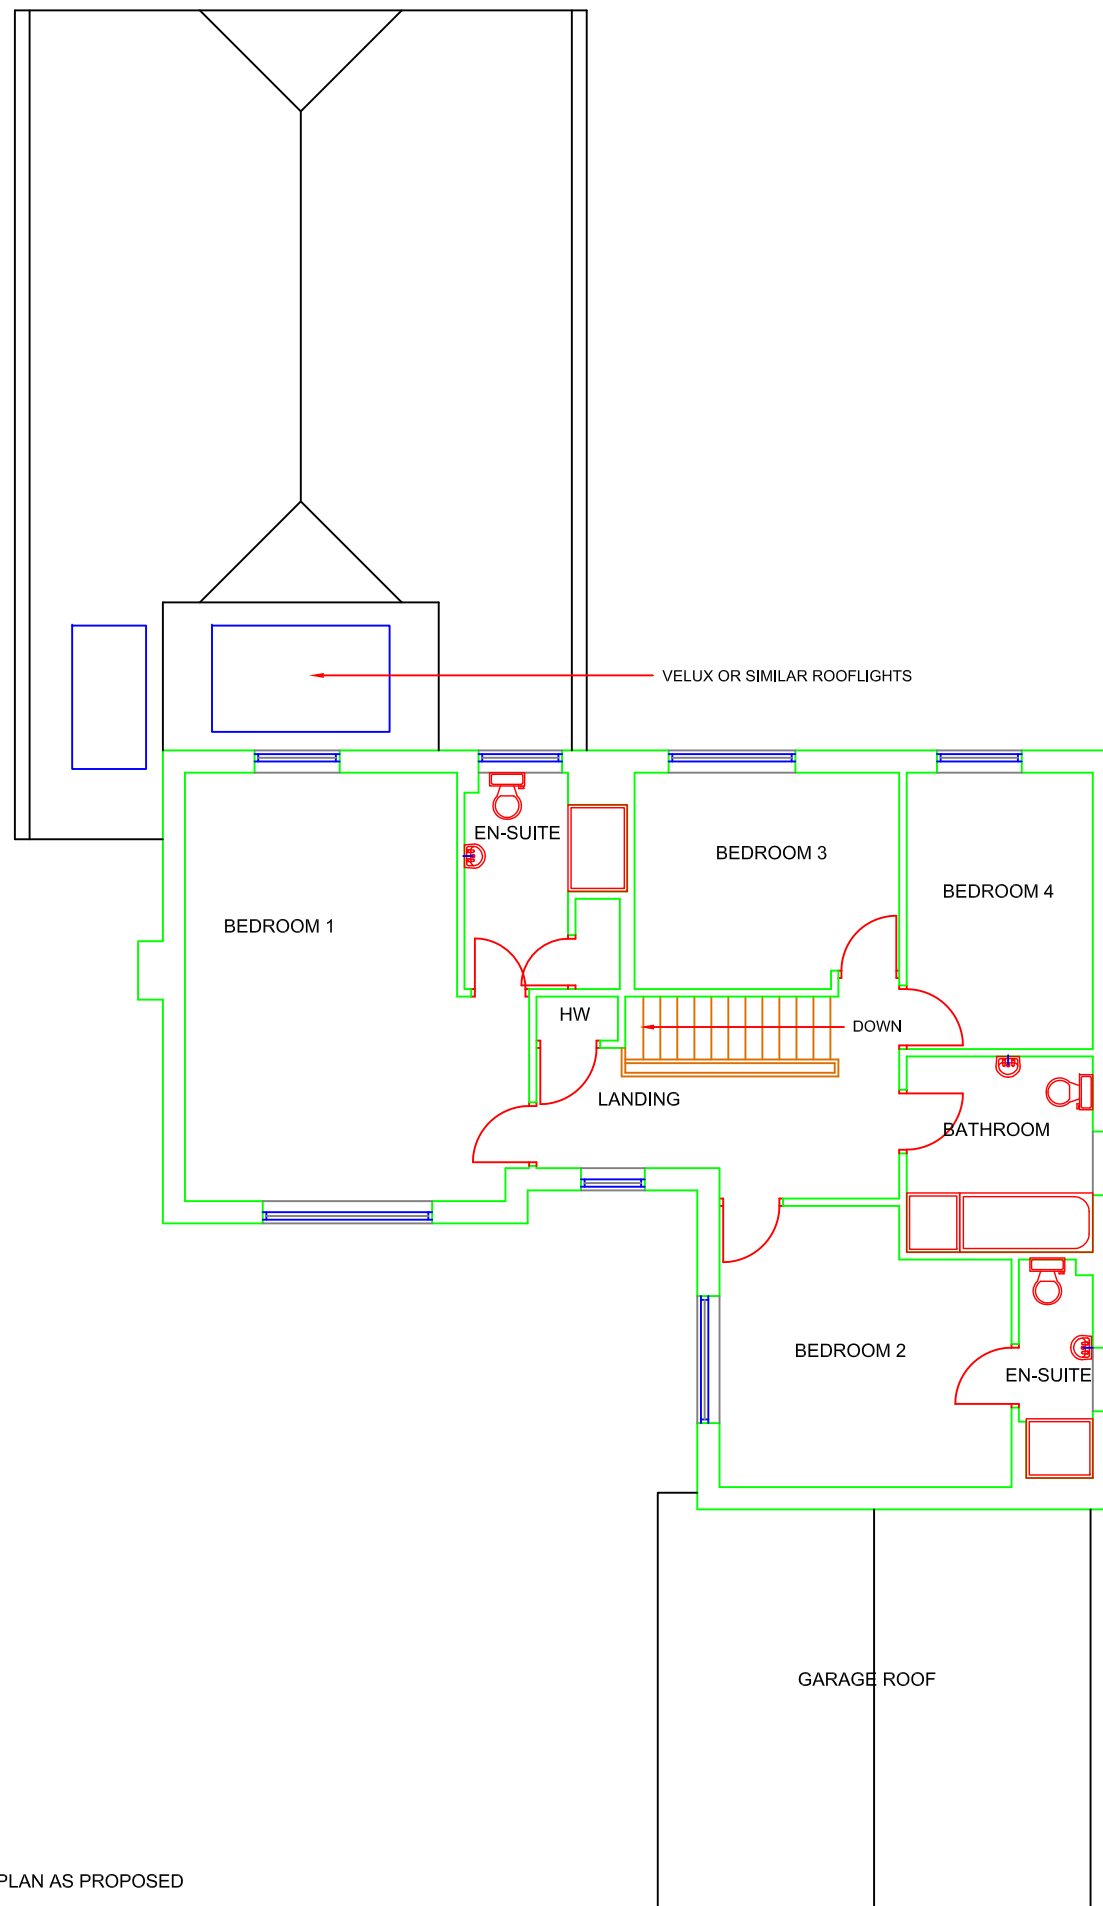 VELUX OR SIMILAR ROOFLIGHTS
EN-SUITE
BEDROOM 3
BEDROOM 4
BEDROOM 1
HW
DOWN
LANDING
BATHROOM
BEDROOM 2
EN-SUITE
GARAGE ROOF
PLAN AS PROPOSED